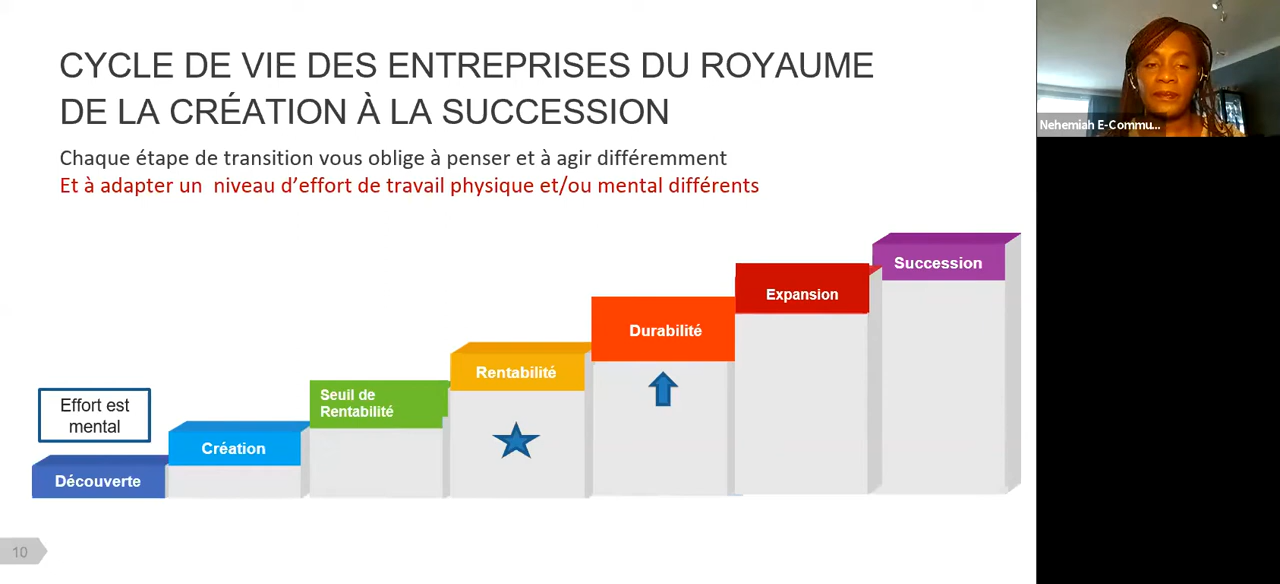 CYCLE DE VIE DES ENTREPRISES DU ROYAUME
DE LA CRÉATION À LA SUCCESSION
Chaque étape de transition vous oblige à penser et à agir différemment
Et à adapter un niveau d’effort de travail physique et/ou mental différents
Effort est
mental
Découverte
Création
Seuil de
Rentabilité
Rentabilité
Durabilité
Expansion
Succession
10
Nehemiah E-Commu...